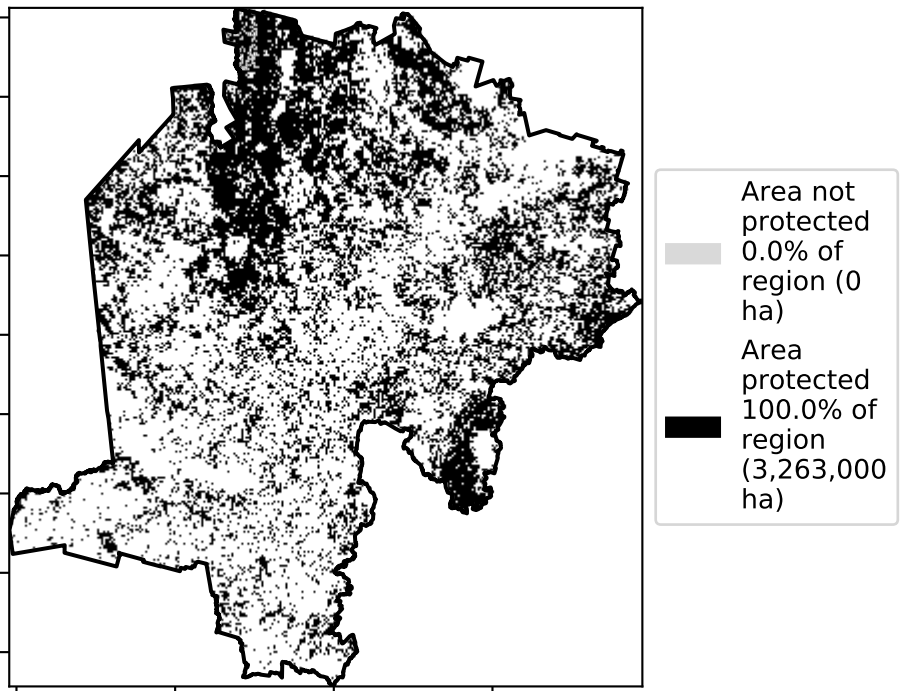 Area not
protected
0.0% of
region (0
ha)
Area
protected
100.0% of
region
(3,263,000
ha)